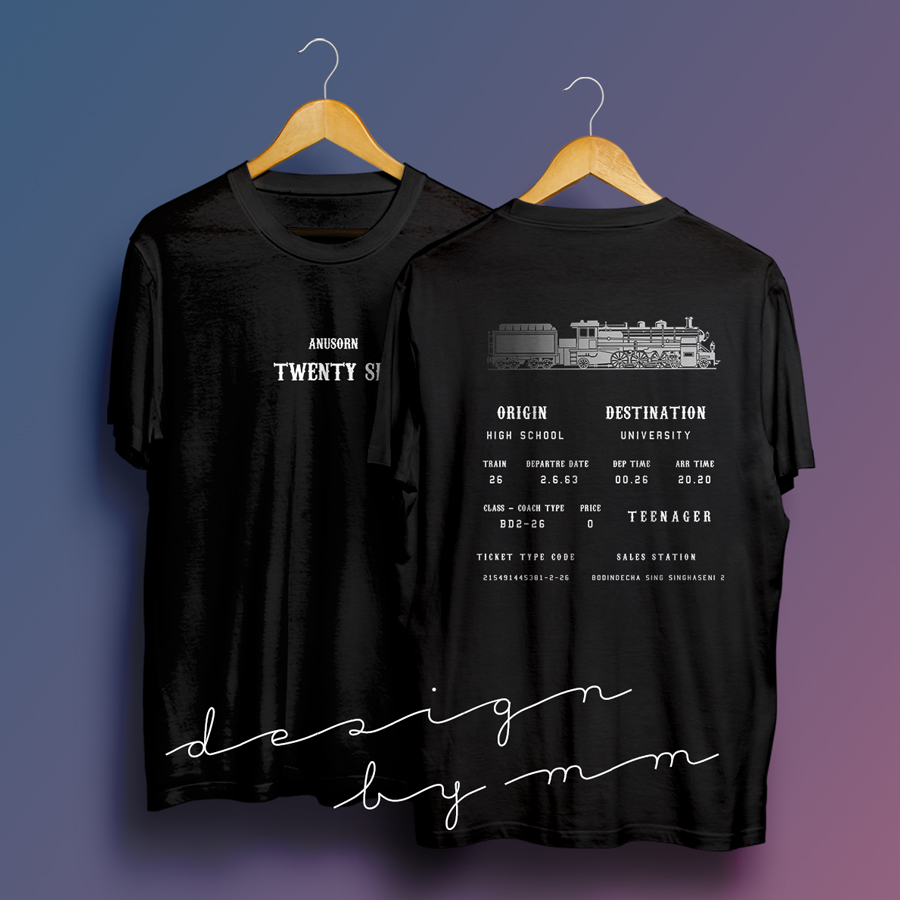 ANUSORN
TWENTY SI
ORIGIN DESTINATION
HIGH SCHOOL UNIVERSITY
TRAIN DEPARTRE DATE DEP TIME ARR TIME
26 2.6.63 00.26 20.20
CLASS - COACH TYPE PRICE TEENAGER
BD2-26 0
TICKET TYPE CODE SALES STATION
215491445381-2-26 BODINDECHA SING SINGHASENI 2
design
by mm